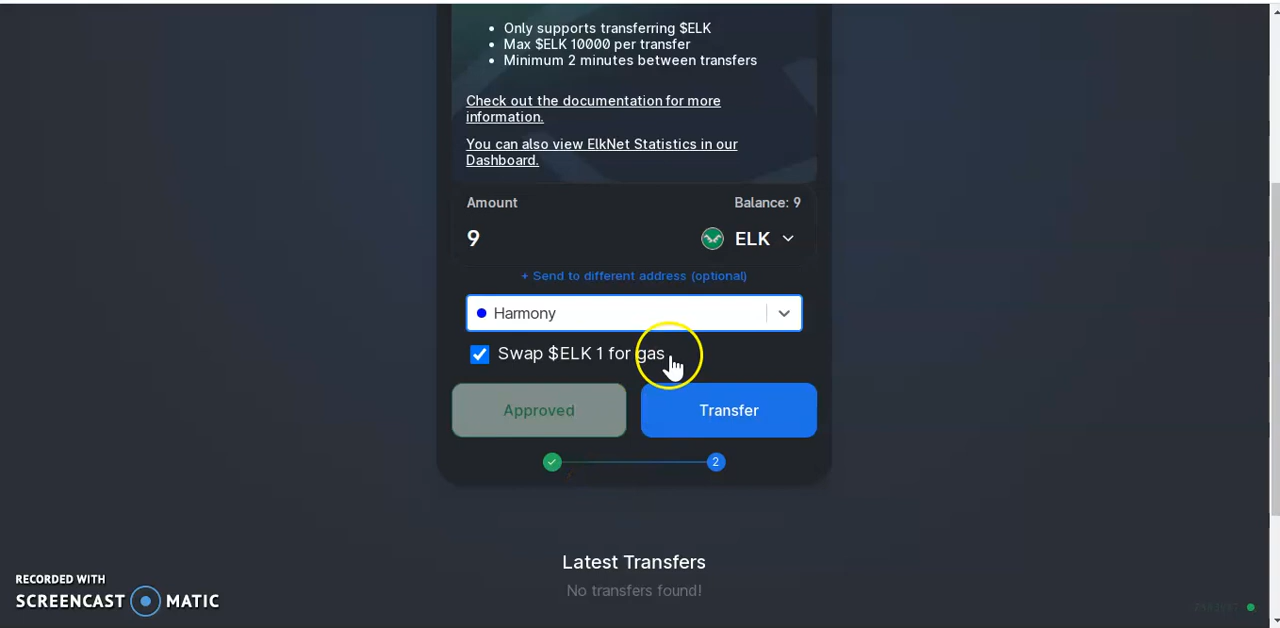 Only supports transferring $ELK
Max $ELK 10000 per transfer
Minimum 2 minutes between transfers
Check out the documentation for more
information.
You can also view ElkNet Statistics in our
Dashboard.
Amount
Balance: 9
9
ELK
+ Send to different address (optional)
Harmony
Swap $ELK 1 for gas
Approved
Transfer
2
Latest Transfers
No transfers found!
RECORDED WITH
SCREENCAST MATIC